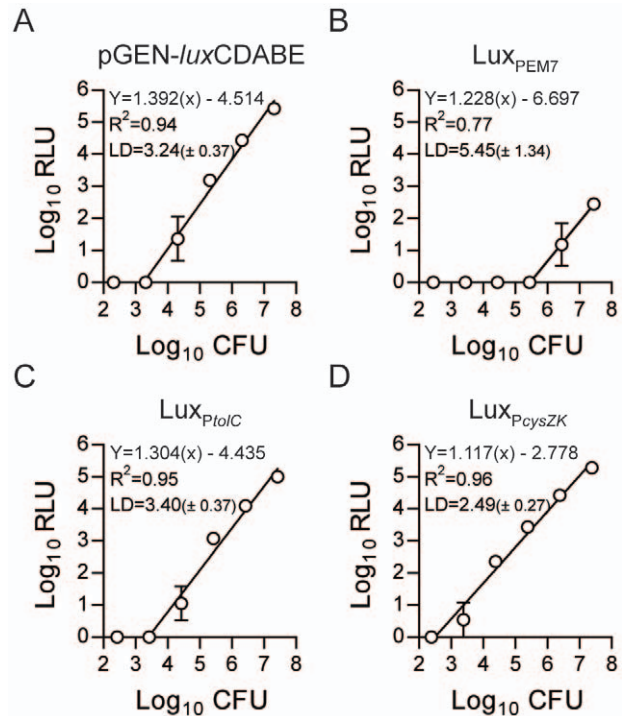 A
pGEN-luxCDABE
Y=1.392(x) - 4.514
R²=0.94
LD=3.24(± 0.37)
Log₁₀ RLU
6
5
4
3
2
1
0
2 3 4 5 6 7 8
Log₁₀ CFU
B
Lux_PEM7
Y=1.228(x) - 6.697
R²=0.77
LD=5.45(± 1.34)
Log₁₀ RLU
6
5
4
3
2
1
0
2 3 4 5 6 7 8
Log₁₀ CFU
C
Lux_PtolC
Y=1.304(x) - 4.435
R²=0.95
LD=3.40(± 0.37)
Log₁₀ RLU
6
5
4
3
2
1
0
2 3 4 5 6 7 8
Log₁₀ CFU
D
Lux_PcysZK
Y=1.117(x) - 2.778
R²=0.96
LD=2.49(± 0.27)
Log₁₀ RLU
6
5
4
3
2
1
0
2 3 4 5 6 7 8
Log₁₀ CFU